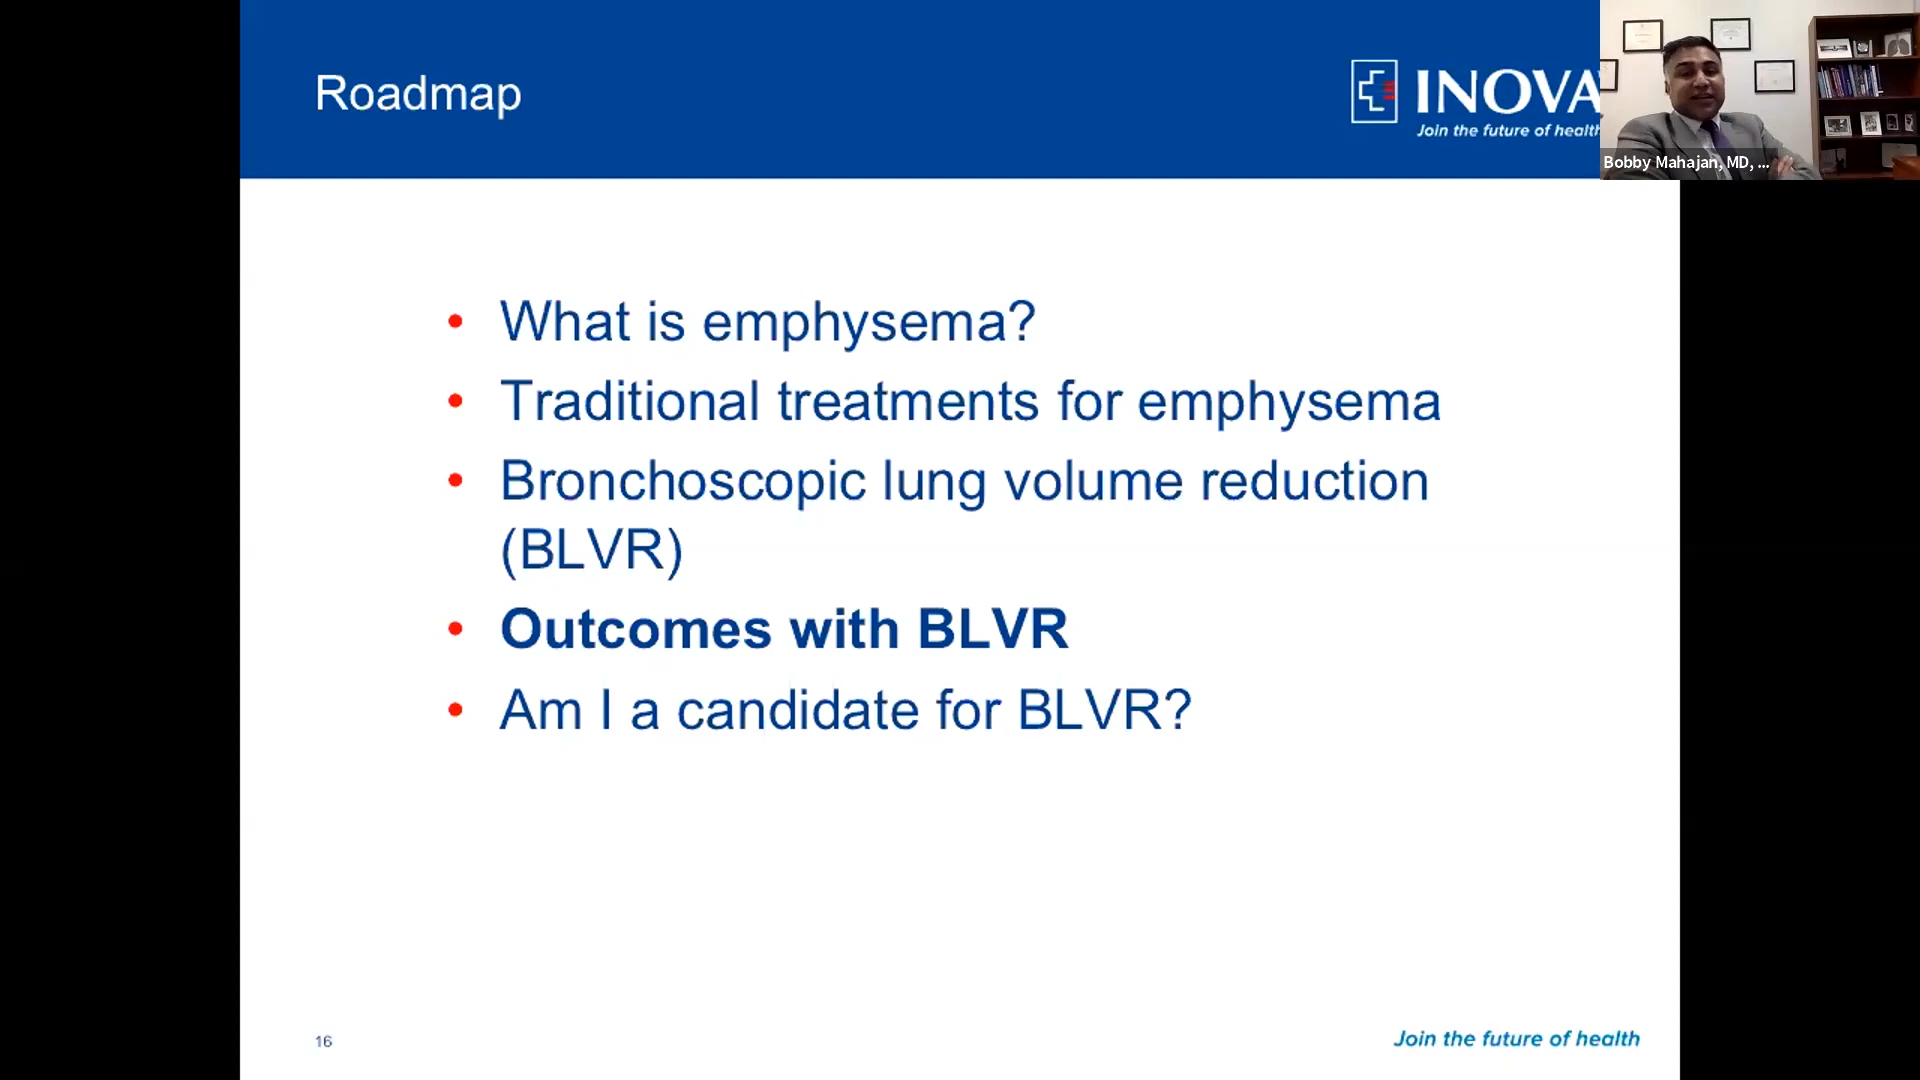 Roadmap
INOVA
Join the future of health
Bobby Mahajan, MD, ...
• What is emphysema?
• Traditional treatments for emphysema
• Bronchoscopic lung volume reduction
(BLVR)
• Outcomes with BLVR
• Am I a candidate for BLVR?
16
Join the future of health